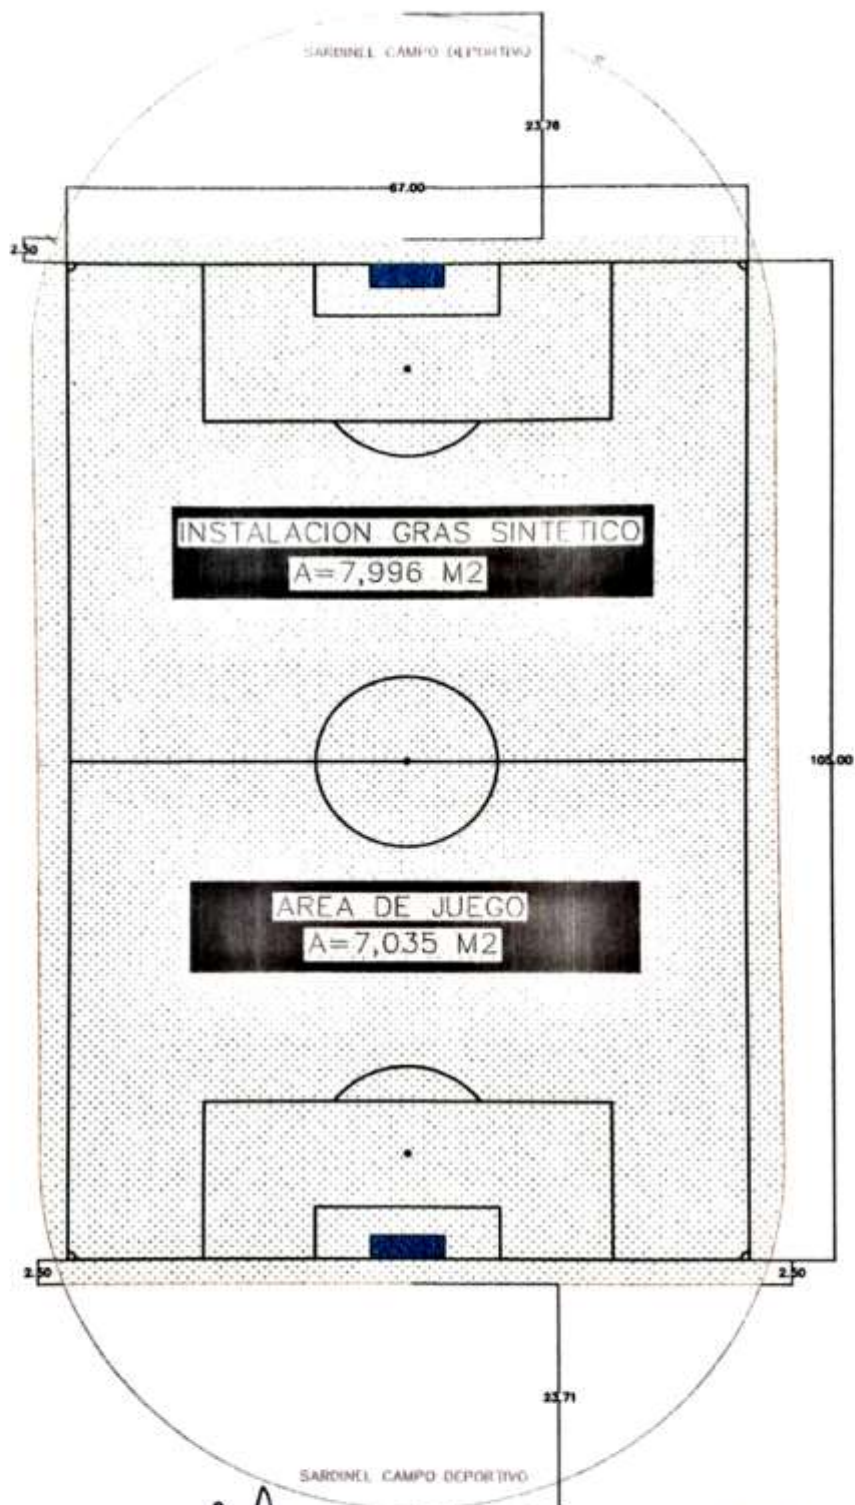 SARDINEL CAMPO DEPORTIVO
23.76
67.00
2.50
INSTALACION GRAS SINTETICO
A=7,996 M2
105.00
AREA DE JUEGO
A=7,035 M2
2.50
2.50
23.71
SARDINEL CAMPO DEPORTIVO